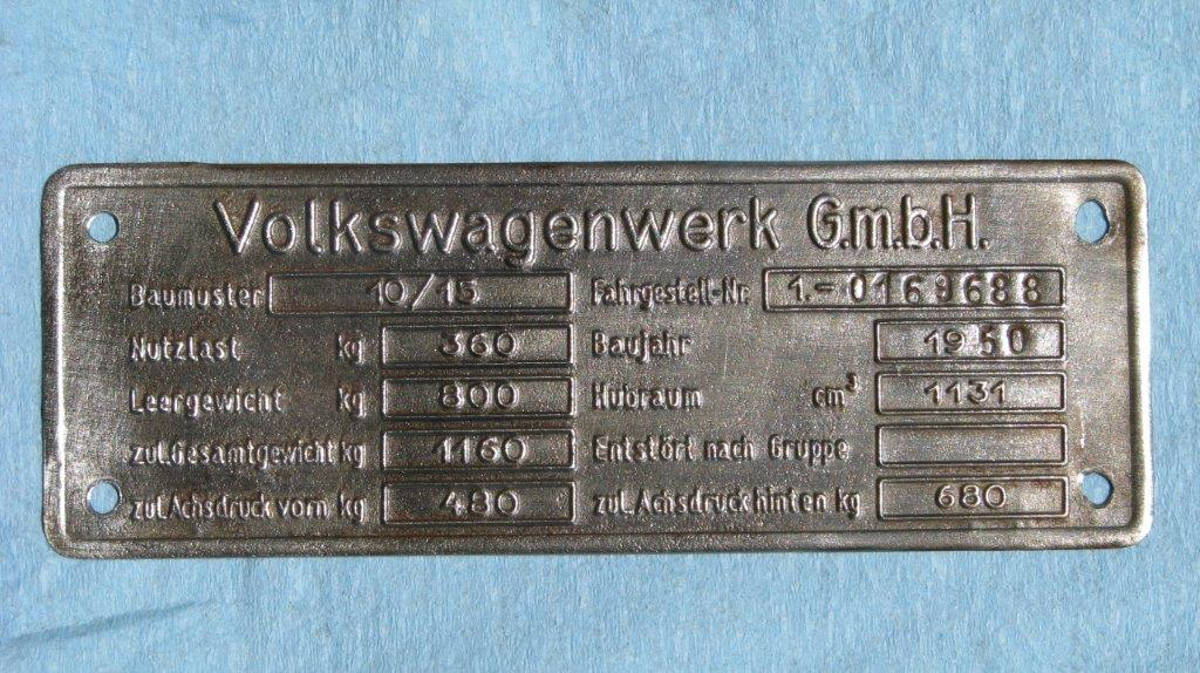 Volkswagenwerk G.m.b.H.
Baumuster 10/15 Fahrgestell-Nr. 1.-0169688
Nutzlast kg 360 Baujahr 1950
Leergewicht kg 800 Hubraum cm³ 1131
zul.Gesamtgewicht kg 1160 Entstört nach Gruppe
zul.Achsdruck vorn kg 480 zul.Achsdruck hinten kg 680